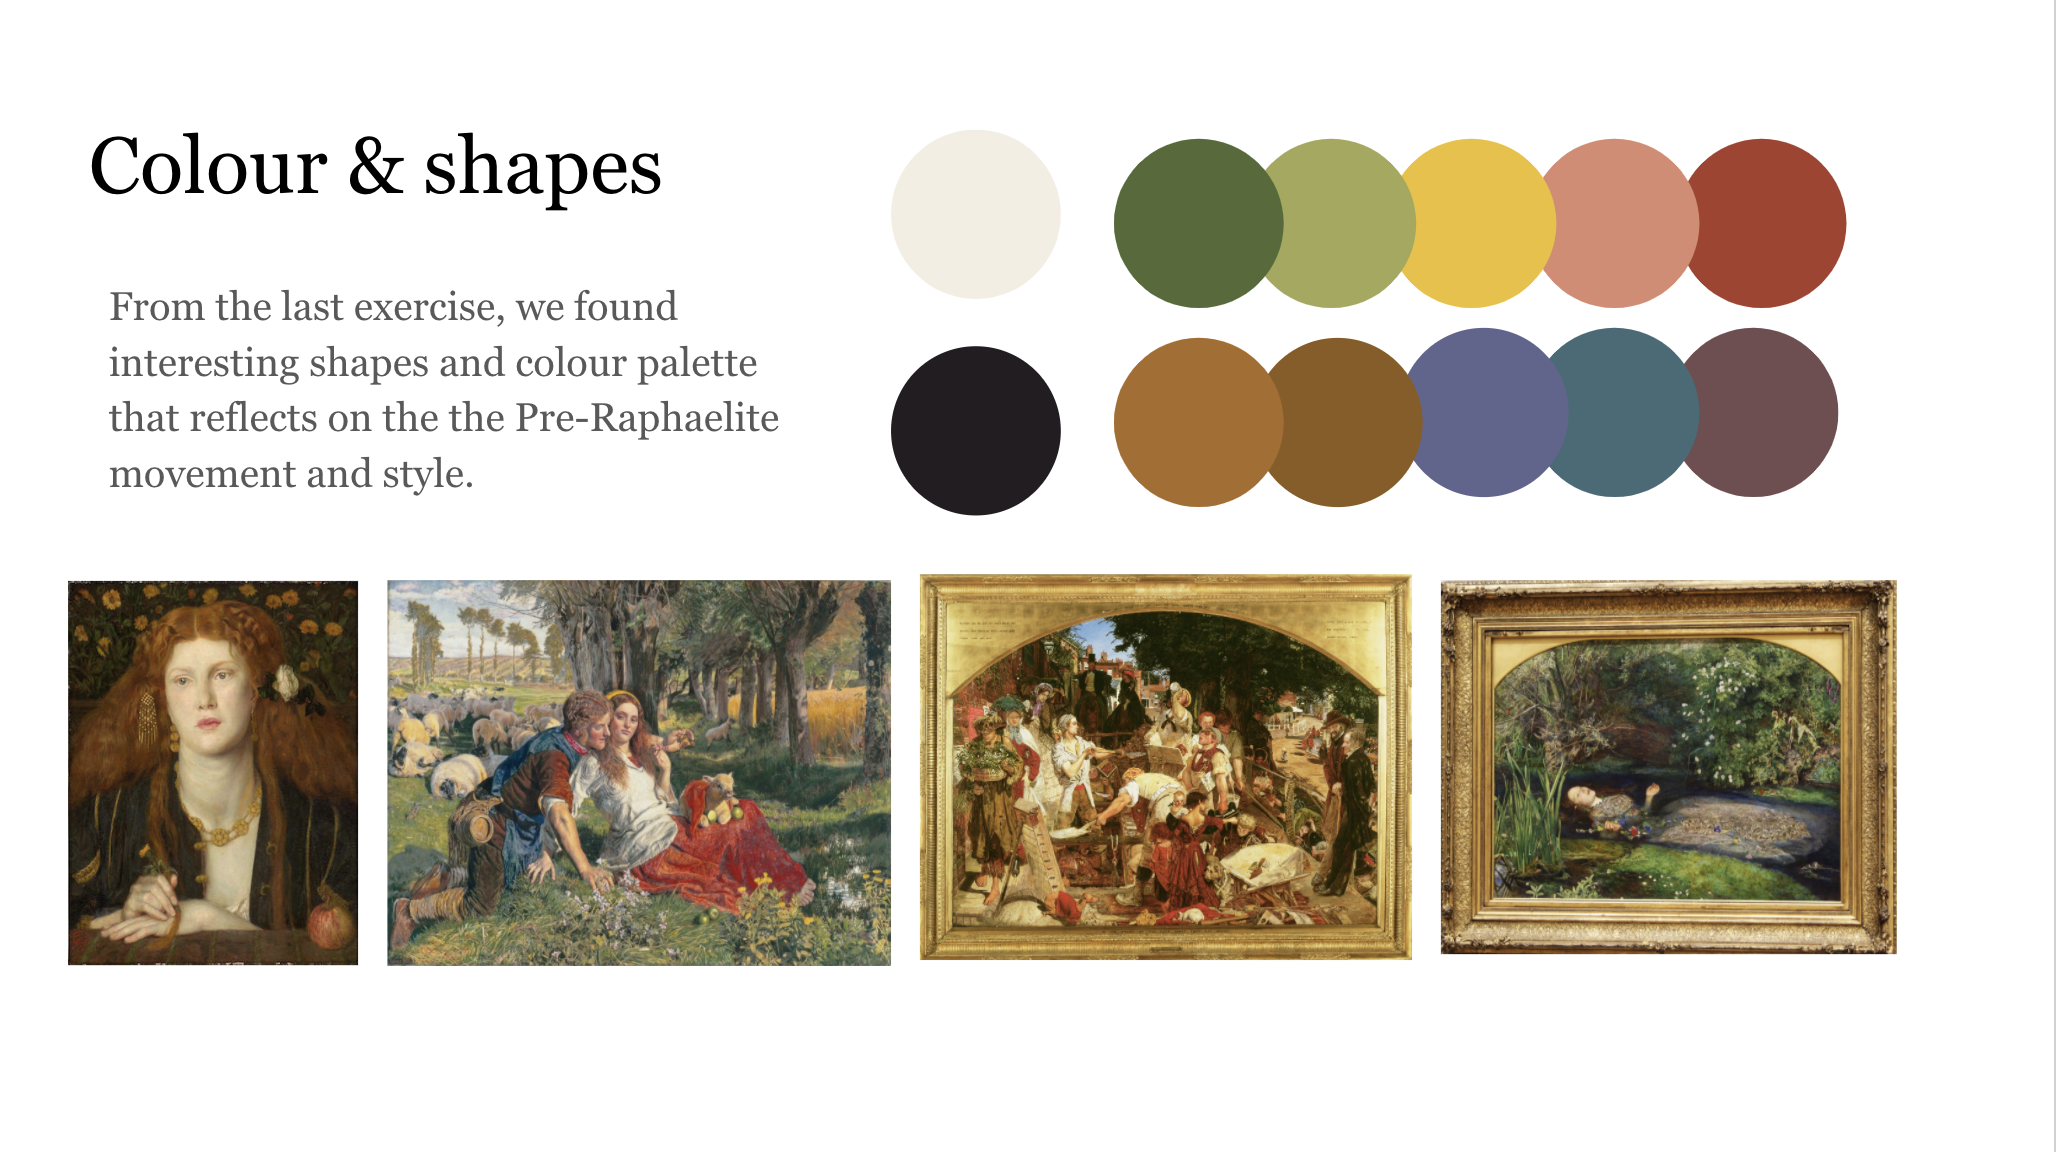 Colour & shapes
From the last exercise, we found
interesting shapes and colour palette
that reflects on the the Pre-Raphaelite
movement and style.